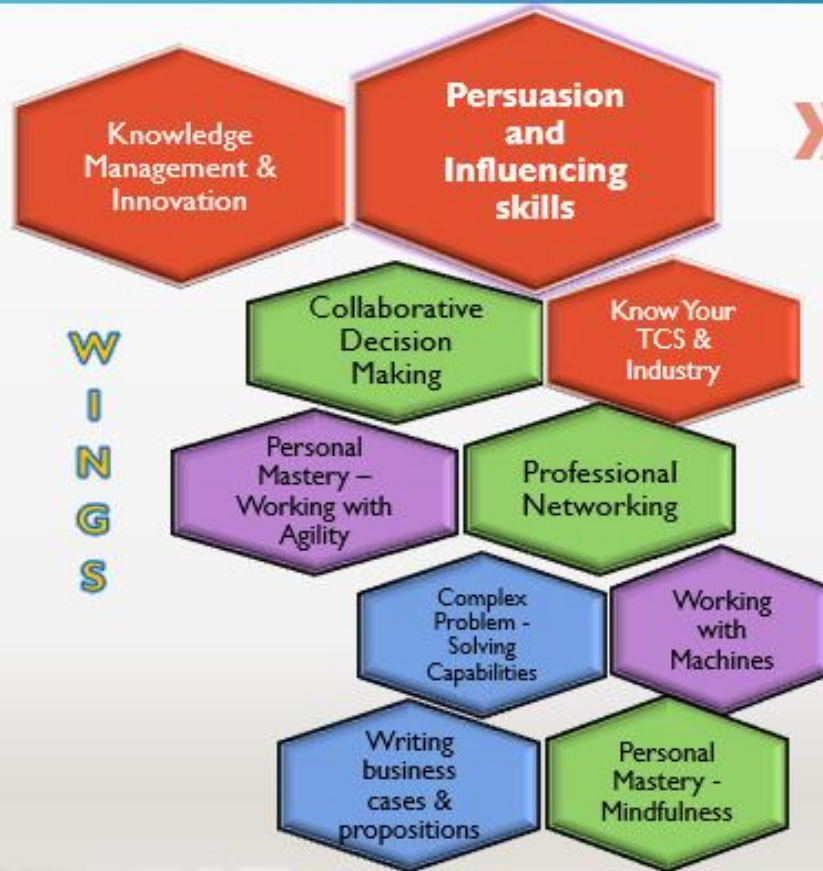 Knowledge
Management &
Innovation
Persuasion
and
Influencing
skills
Collaborative
Decision
Making
Know Your
TCS &
Industry
W
I
N
G
S
Personal
Mastery –
Working with
Agility
Professional
Networking
Complex
Problem -
Solving
Capabilities
Working
with
Machines
Writing
business
cases &
propositions
Personal
Mastery -
Mindfulness